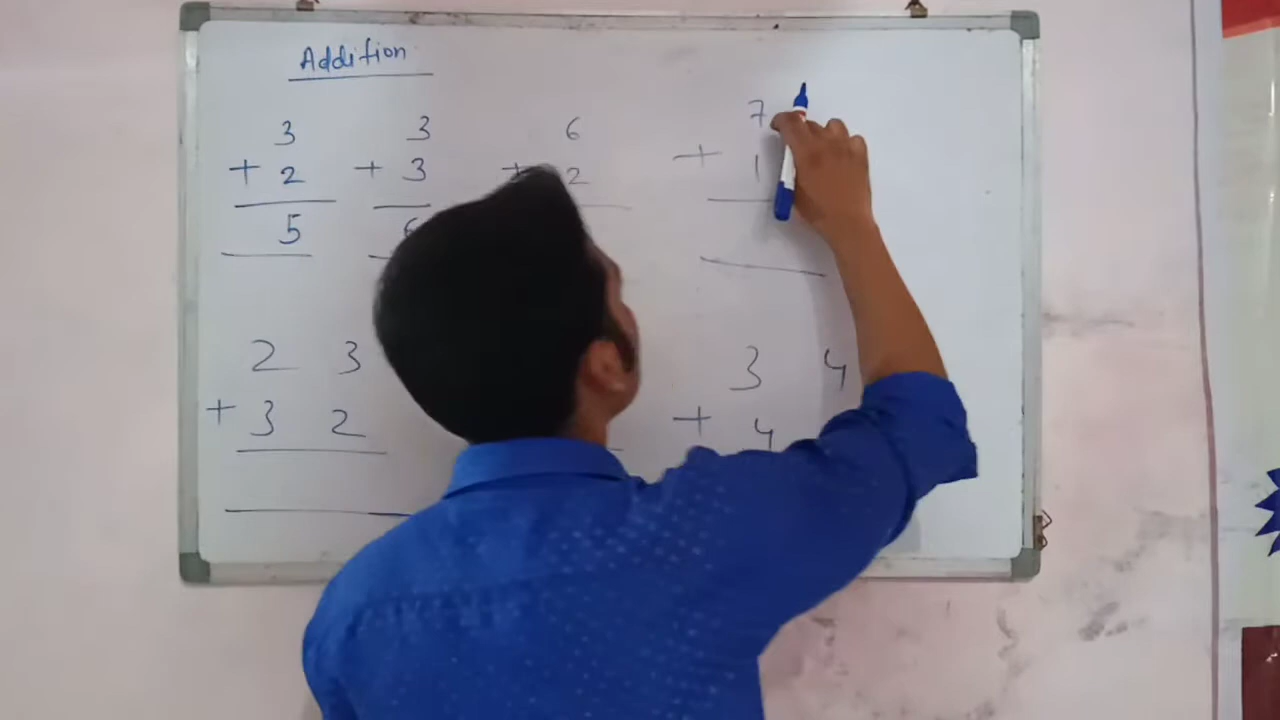 Addition
3 3 6 7
+ 2 + 3 + 2 + 1
5 6
2 3 3 4
+ 3 2 + 4